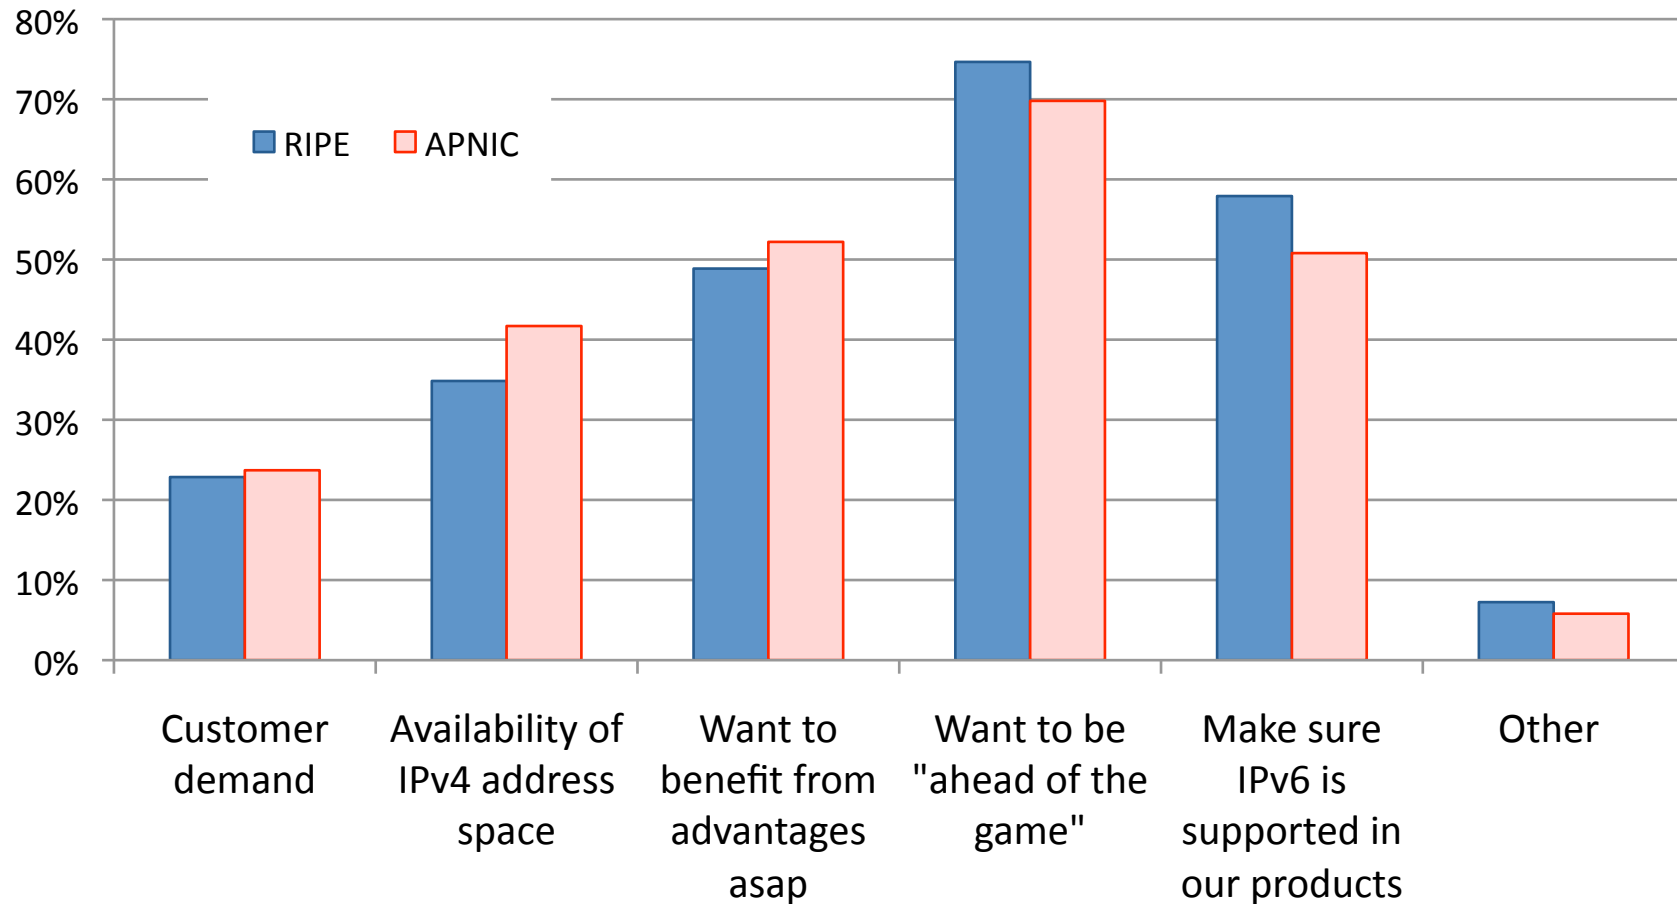 80%
70%
60%
50%
40%
30%
20%
10%
0%
RIPE APNIC
Customer
demand
Availability of
IPv4 address
space
Want to
benefit from
advantages
asap
Want to be
"ahead of the
game"
Make sure
IPv6 is
supported in
our products
Other